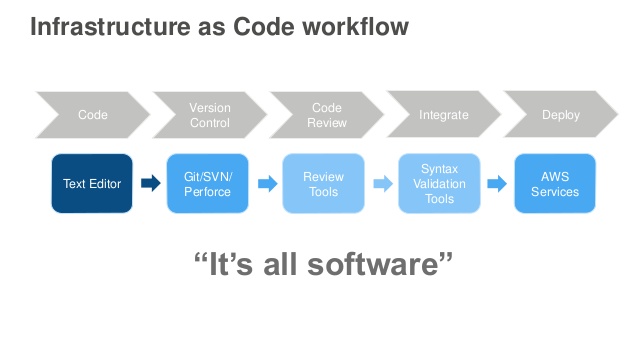 Infrastructure as Code workflow
Code
Version
Control
Code
Review
Integrate
Deploy
Text Editor
Git/SVN/
Perforce
Review
Tools
Syntax
Validation
Tools
AWS
Services
“It’s all software”